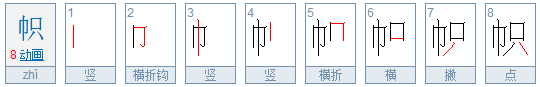 帜 1 2 3 4 5 6 7 8
8 动画
zhì 竖 横折钩 竖 竖 横折 横 撇 点